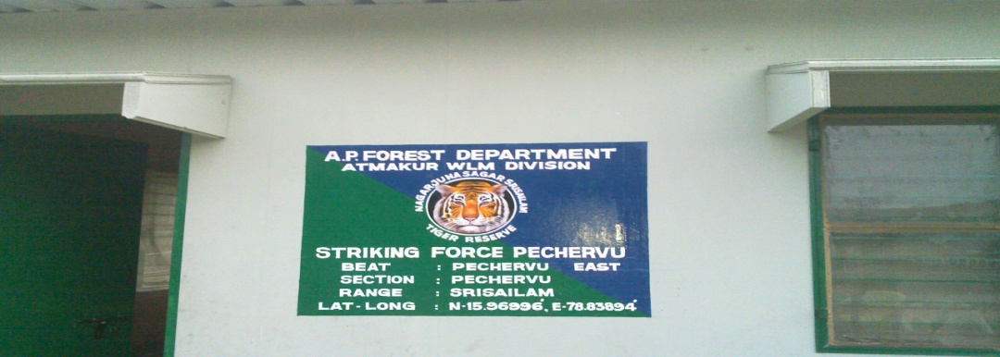 A.P. FOREST DEPARTMENT
ATMAKUR WLM DIVISION
NAGARJUNASAGAR SRISAILAM
TIGER RESERVE
STRIKING FORCE PECHERVU
BEAT : PECHERVU EAST
SECTION : PECHERVU
RANGE : SRISAILAM
LAT-LONG : N-15.96996°, E-78.83894°